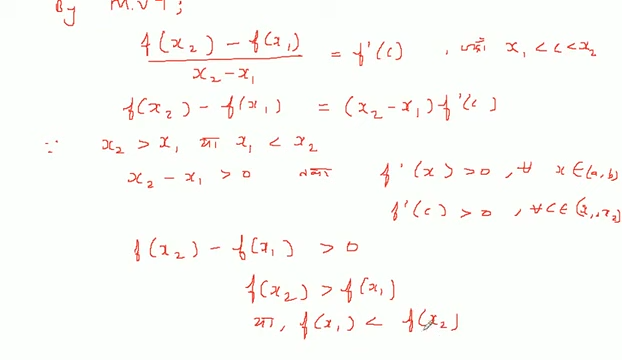 By M.V.T;
f(x₂) - f(x₁) / x₂ - x₁ = f'(c) , जहाँ x₁ < c < x₂
f(x₂) - f(x₁) = (x₂ - x₁) f'(c)
∵ x₂ > x₁ या x₁ < x₂
x₂ - x₁ > 0 तथा f'(x) > 0 , ∀ x ∈ (a, b)
f'(c) > 0 , ∀ c ∈ (x₁, x₂)
f(x₂) - f(x₁) > 0
f(x₂) > f(x₁)
या, f(x₁) < f(x₂)